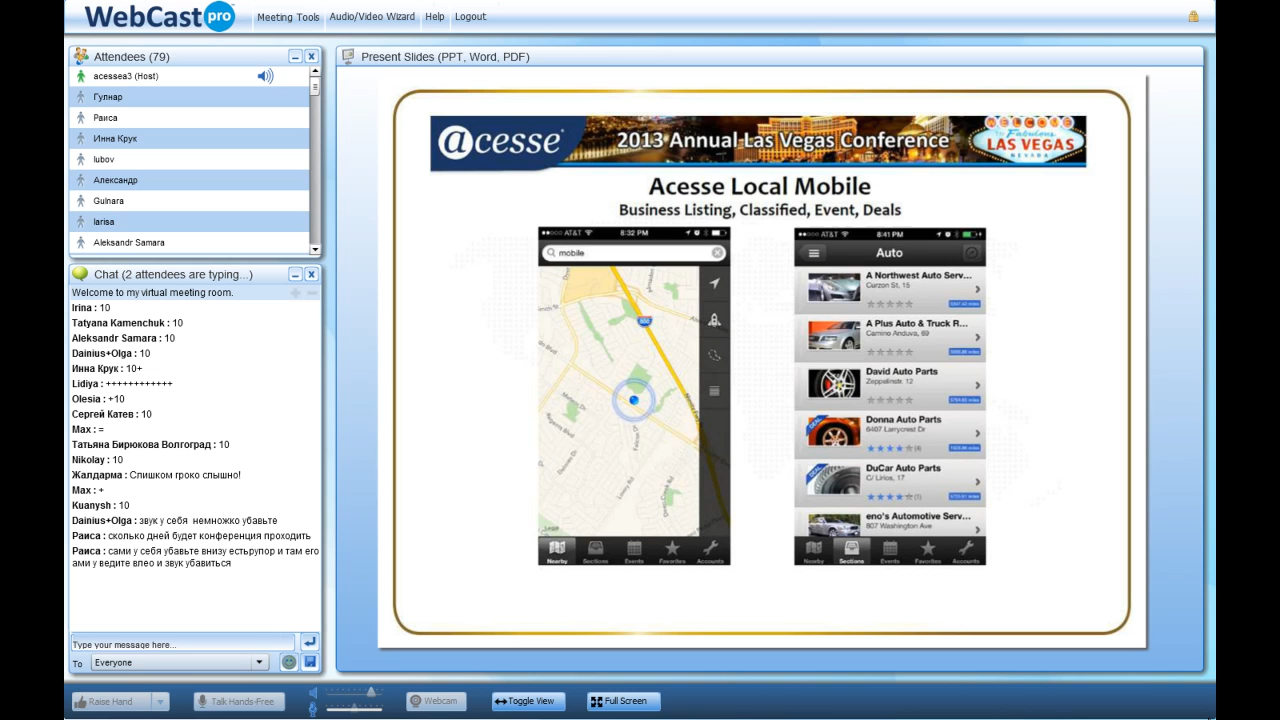 WebCast pro
Meeting Tools Audio/Video Wizard Help Logout
Attendees (79)
acessea3 (Host)
Гулнар
Раиса
Инна Крук
lubov
Александр
Gulnara
larisa
Aleksandr Samara
Chat (2 attendees are typing...)
Welcome to my virtual meeting room.
Irina : 10
Tatyana Kamenchuk : 10
Aleksandr Samara : 10
Dainius+Olga : 10
Инна Крук : 10+
Lidiya : ++++++++++++
Olesia : +10
Сергей Катев : 10
Max : =
Татьяна Бирюкова Волгоград : 10
Nikolay : 10
Жалдарма : Слишком гроко слышно!
Max : +
Kuanysh : 10
Dainius+Olga : звук у себя немножко убавьте
Раиса : сколько дней будет конференция проходить
Раиса : сами у себя убавьте внизу естьрупор и там его
ами у ведите влео и звук убавиться
Type your message here...
To Everyone
Raise Hand Talk Hands-Free Webcam Toggle View Full Screen
Present Slides (PPT, Word, PDF)
acesse
2013 Annual Las Vegas Conference
WELCOME
To Fabulous
LAS VEGAS
NEVADA
Acesse Local Mobile
Business Listing, Classified, Event, Deals
AT&T 8:32 PM
mobile
Legal
Nearby Sections Events Favorites Accounts
AT&T 8:41 PM
Auto
A Northwest Auto Serv...
Curzon St, 15
A Plus Auto & Truck R...
Camino Anduva, 69
David Auto Parts
Zeppelinstr. 12
Donna Auto Parts
6407 Larrycrest Dr
(4)
DuCar Auto Parts
C/ Lirios, 17
(1)
eno's Automotive Serv...
807 Washington Ave
Nearby Sections Events Favorites Accounts